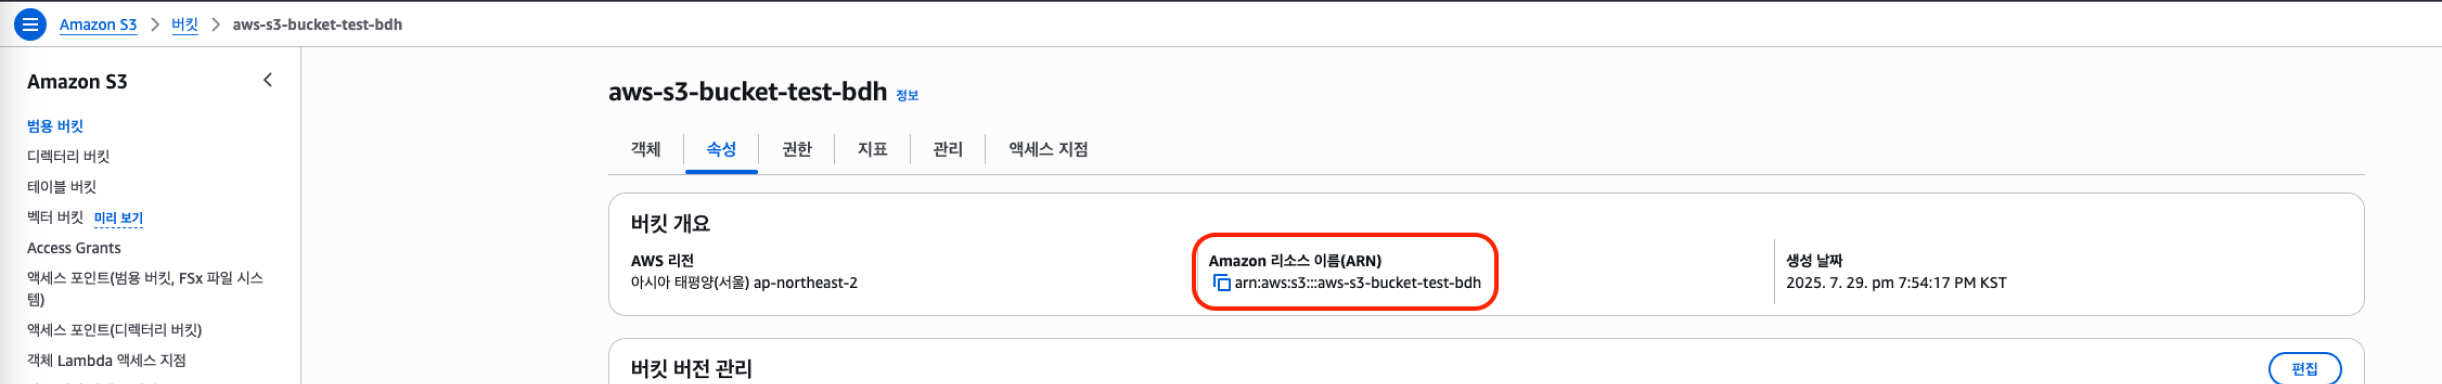 Amazon S3 > 버킷 > aws-s3-bucket-test-bdh
Amazon S3
범용 버킷
디렉터리 버킷
테이블 버킷
벡터 버킷 미리 보기
Access Grants
액세스 포인트(범용 버킷, FSx 파일 시스
템)
액세스 포인트(디렉터리 버킷)
객체 Lambda 액세스 지점
aws-s3-bucket-test-bdh 정보
객체 속성 권한 지표 관리 액세스 지점
버킷 개요
AWS 리전
아시아 태평양(서울) ap-northeast-2
Amazon 리소스 이름(ARN)
arn:aws:s3:::aws-s3-bucket-test-bdh
생성 날짜
2025. 7. 29. pm 7:54:17 PM KST
버킷 버전 관리
편집